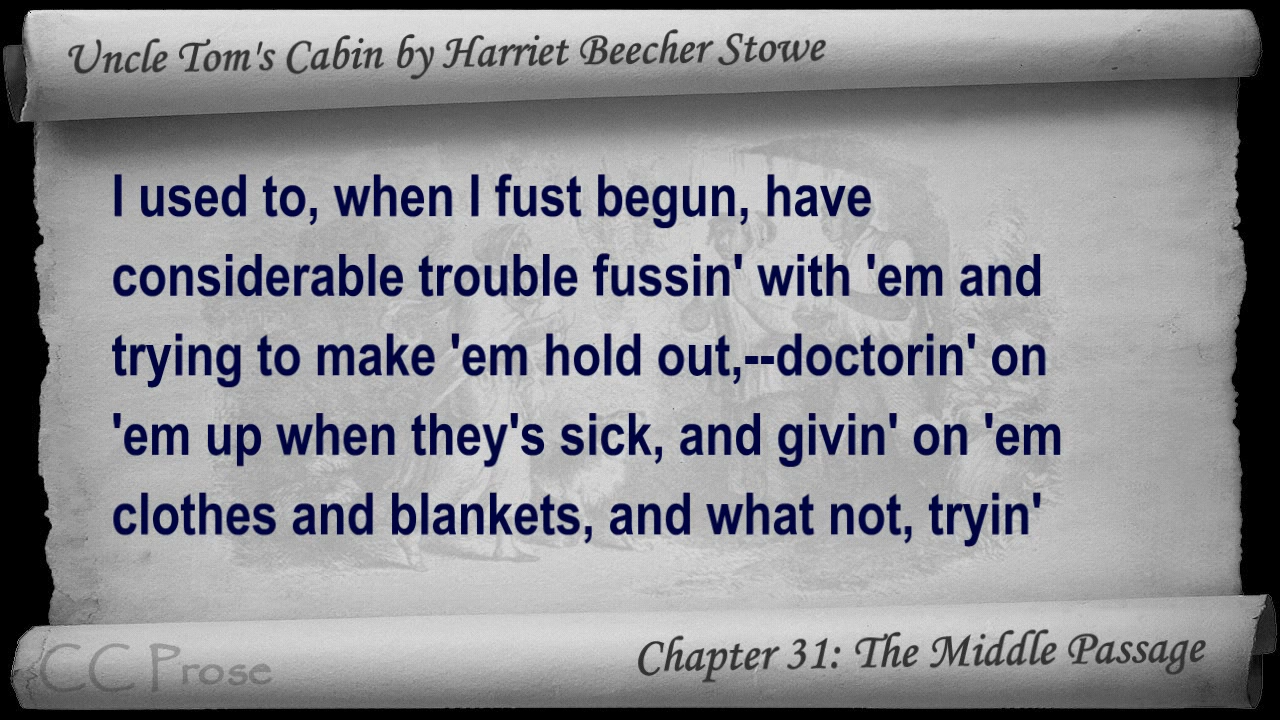 Uncle Tom's Cabin by Harriet Beecher Stowe
I used to, when I fust begun, have
considerable trouble fussin' with 'em and
trying to make 'em hold out,--doctorin' on
'em up when they's sick, and givin' on 'em
clothes and blankets, and what not, tryin'
CC Prose
Chapter 31: The Middle Passage